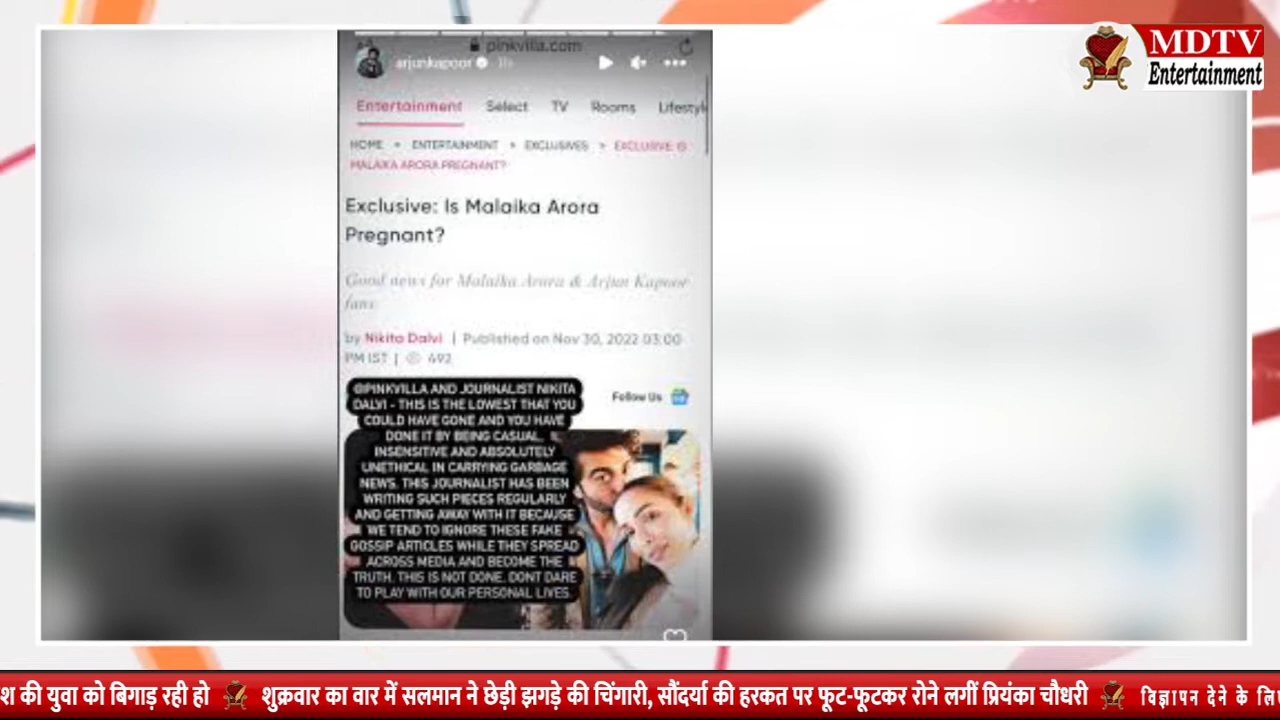 MDTV
Entertainment
pinkvilla.com
arjunkapoor 11h
Entertainment Select TV Rooms Lifestyle
HOME » ENTERTAINMENT » EXCLUSIVES » EXCLUSIVE: IS
MALAIKA ARORA PREGNANT?
Exclusive: Is Malaika Arora
Pregnant?
Good news for Malaika Arora & Arjun Kapoor
fans
by Nikita Dalvi | Published on Nov 30, 2022 03:00
PM IST | 492
Follow Us
@PINKVILLA AND JOURNALIST NIKITA
DALVI - THIS IS THE LOWEST THAT YOU
COULD HAVE GONE AND YOU HAVE
DONE IT BY BEING CASUAL,
INSENSITIVE AND ABSOLUTELY
UNETHICAL IN CARRYING GARBAGE
NEWS. THIS JOURNALIST HAS BEEN
WRITING SUCH PIECES REGULARLY
AND GETTING AWAY WITH IT BECAUSE
WE TEND TO IGNORE THESE FAKE
GOSSIP ARTICLES WHILE THEY SPREAD
ACROSS MEDIA AND BECOME THE
TRUTH. THIS IS NOT DONE. DONT DARE
TO PLAY WITH OUR PERSONAL LIVES.
श की युवा को बिगाड़ रही हो शुक्रवार का वार में सलमान ने छेड़ी झगड़े की चिंगारी, सौंदर्या की हरकत पर फूट-फूटकर रोने लगीं प्रियंका चौधरी विज्ञापन देने के लि